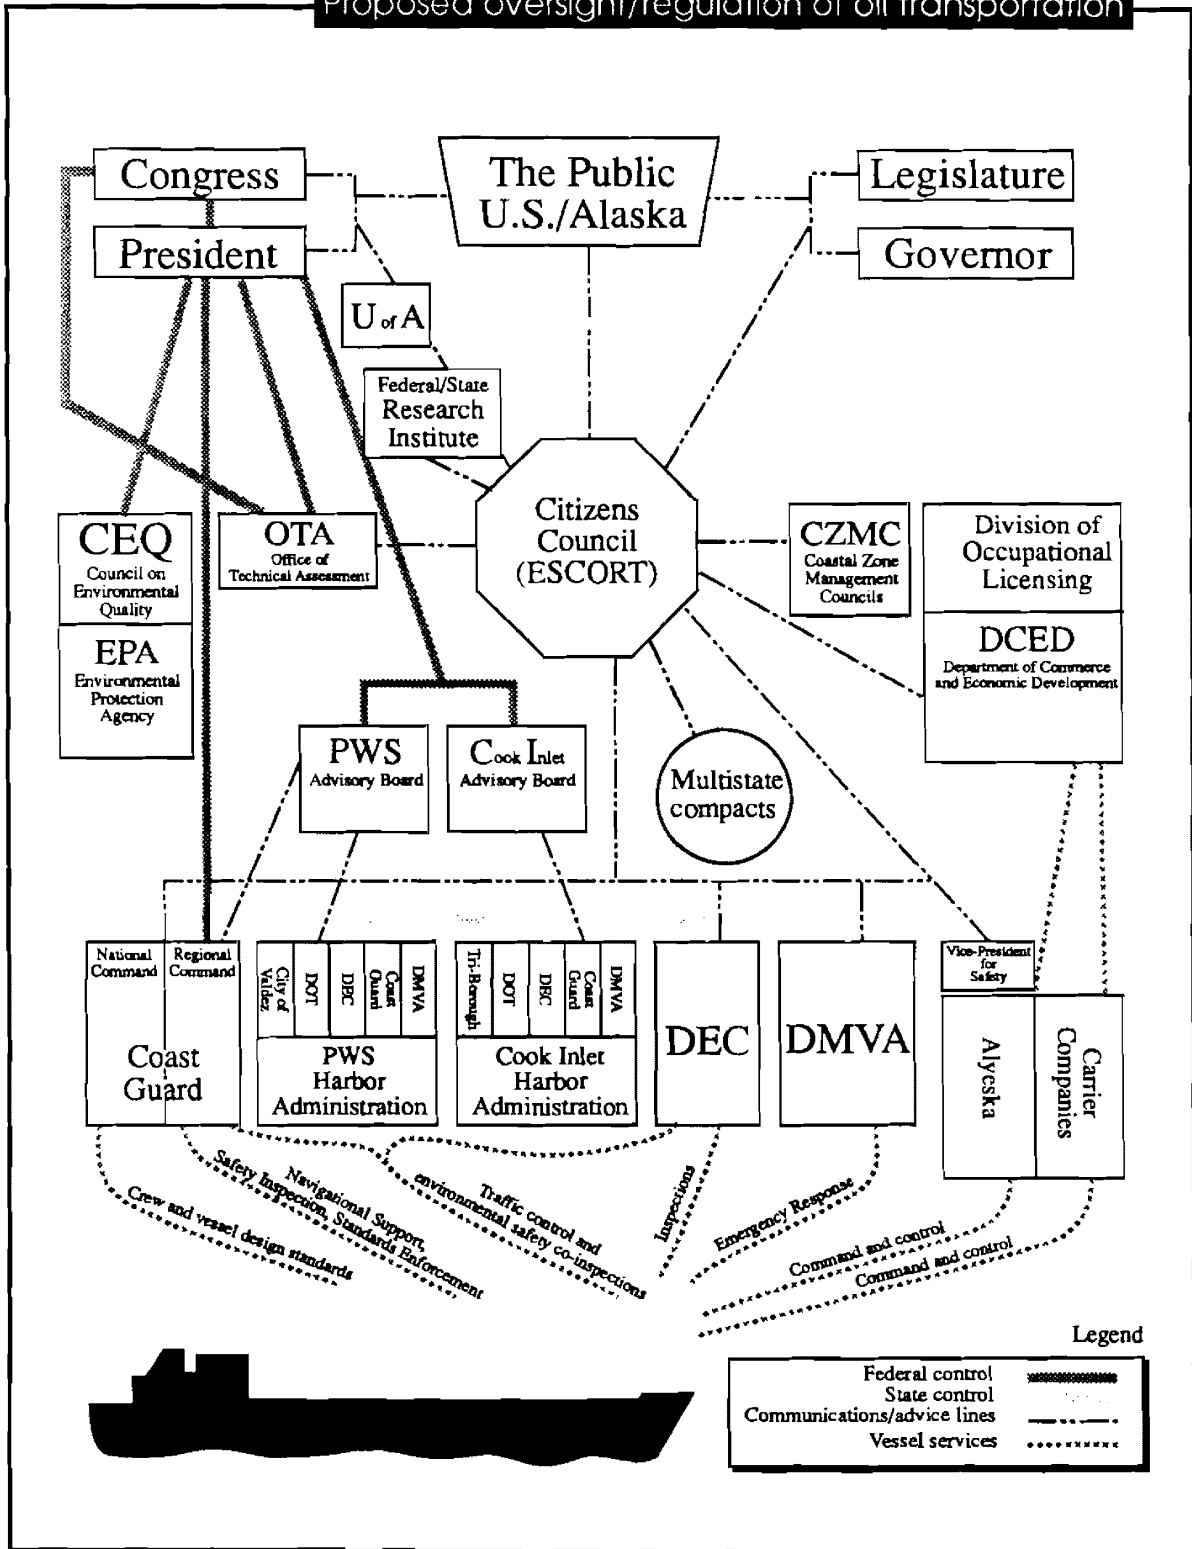 Proposed oversight/regulation of oil transportation
Congress
President
The Public
U.S./Alaska
Legislature
Governor
U of A
Federal/State
Research
Institute
Citizens
Council
(ESCORT)
CEQ
Council on
Environmental
Quality
EPA
Environmental
Protection
Agency
OTA
Office of
Technical Assessment
CZMC
Coastal Zone
Management
Councils
Division of
Occupational
Licensing
DCED
Department of Commerce
and Economic Development
PWS
Advisory Board
Cook Inlet
Advisory Board
Multistate
compacts
National
Command
Regional
Command
Coast
Guard
City of
Valdez
DOT
DEC
Coast
Guard
DMVA
PWS
Harbor
Administration
Tri-Borough
DOT
DEC
Coast
Guard
DMVA
Cook Inlet
Harbor
Administration
DEC
DMVA
Vice-President
for
Safety
Alyeska
Carrier
Companies
Crew and vessel design standards
Navigational Support,
Safety Inspection, Standards Enforcement
Traffic control and
environmental safety co-inspections
Inspections
Emergency Response
Command and control
Command and control
Legend
Federal control
State control
Communications/advice lines
Vessel services